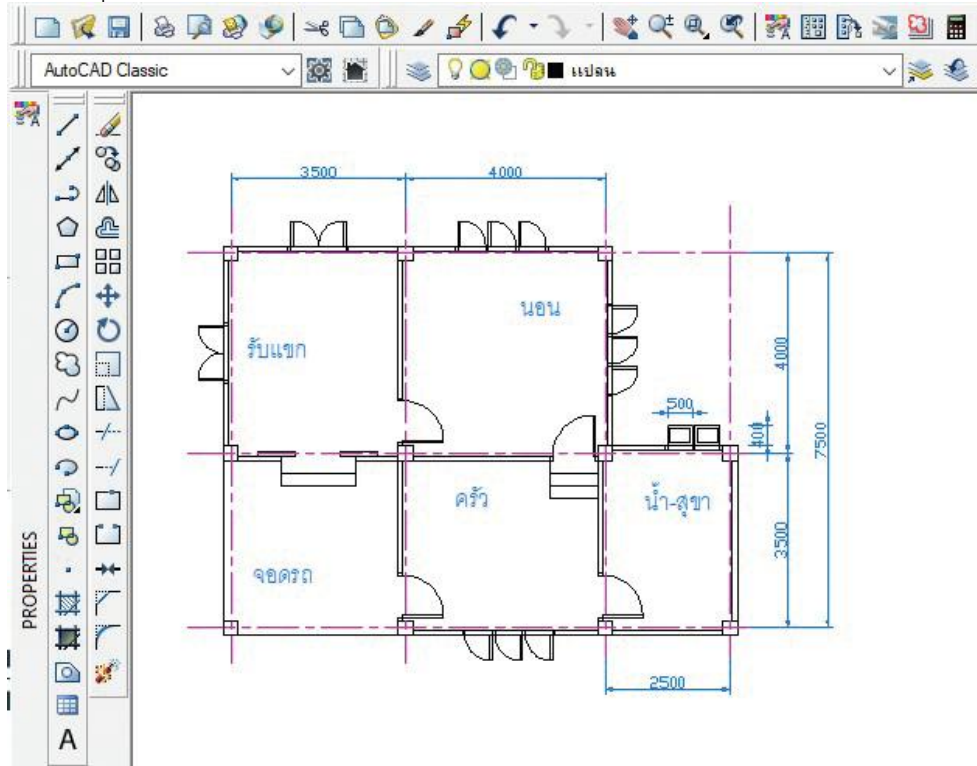 AutoCAD Classic
แปลน
3500
4000
นอน
รับแขก
4000
500
400
7500
ครัว
น้ำ-สุขา
3500
จอดรถ
2500
PROPERTIES
A